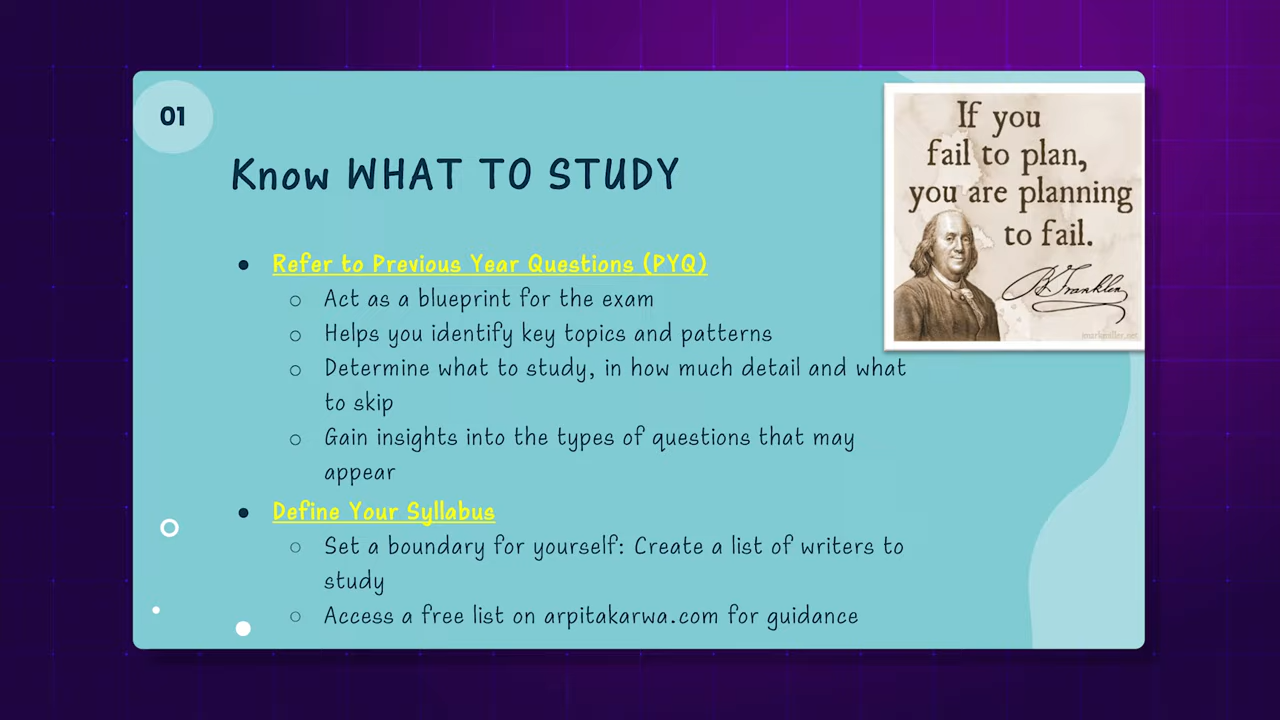 01
Know WHAT TO STUDY
If you
fail to plan,
you are planning
to fail.
B. Franklin
● Refer to Previous Year Questions (PYQ)
○ Act as a blueprint for the exam
○ Helps you identify key topics and patterns
○ Determine what to study, in how much detail and what
to skip
○ Gain insights into the types of questions that may
appear
● Define Your Syllabus
○ Set a boundary for yourself: Create a list of writers to
study
○ Access a free list on arpitakarwa.com for guidance